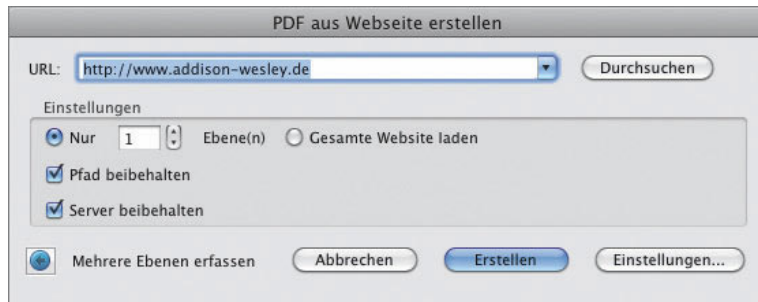 PDF aus Webseite erstellen
URL: http://www.addison-wesley.de Durchsuchen
Einstellungen
Nur 1 Ebene(n) Gesamte Website laden
Pfad beibehalten
Server beibehalten
Mehrere Ebenen erfassen Abbrechen Erstellen Einstellungen...